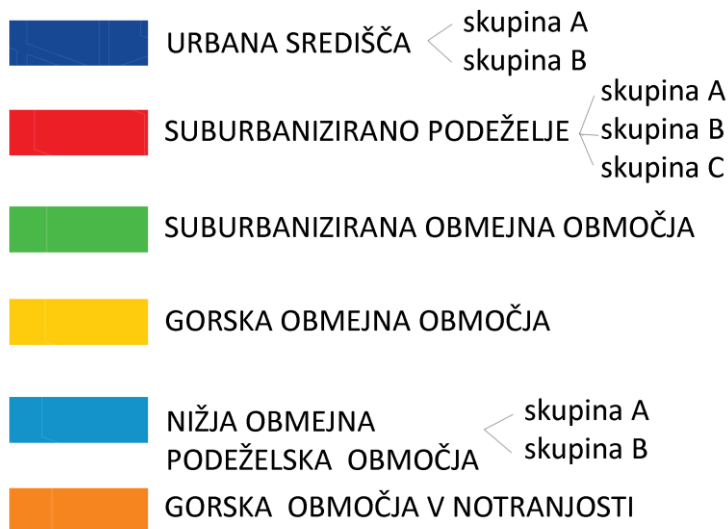 URBANA SREDIŠČA
skupina A
skupina B
SUBURBANIZIRANO PODEŽELJE
skupina A
skupina B
skupina C
SUBURBANIZIRANA OBMEJNA OBMOČJA
GORSKA OBMEJNA OBMOČJA
NIŽJA OBMEJNA
PODEŽELSKA OBMOČJA
skupina A
skupina B
GORSKA OBMOČJA V NOTRANJOSTI